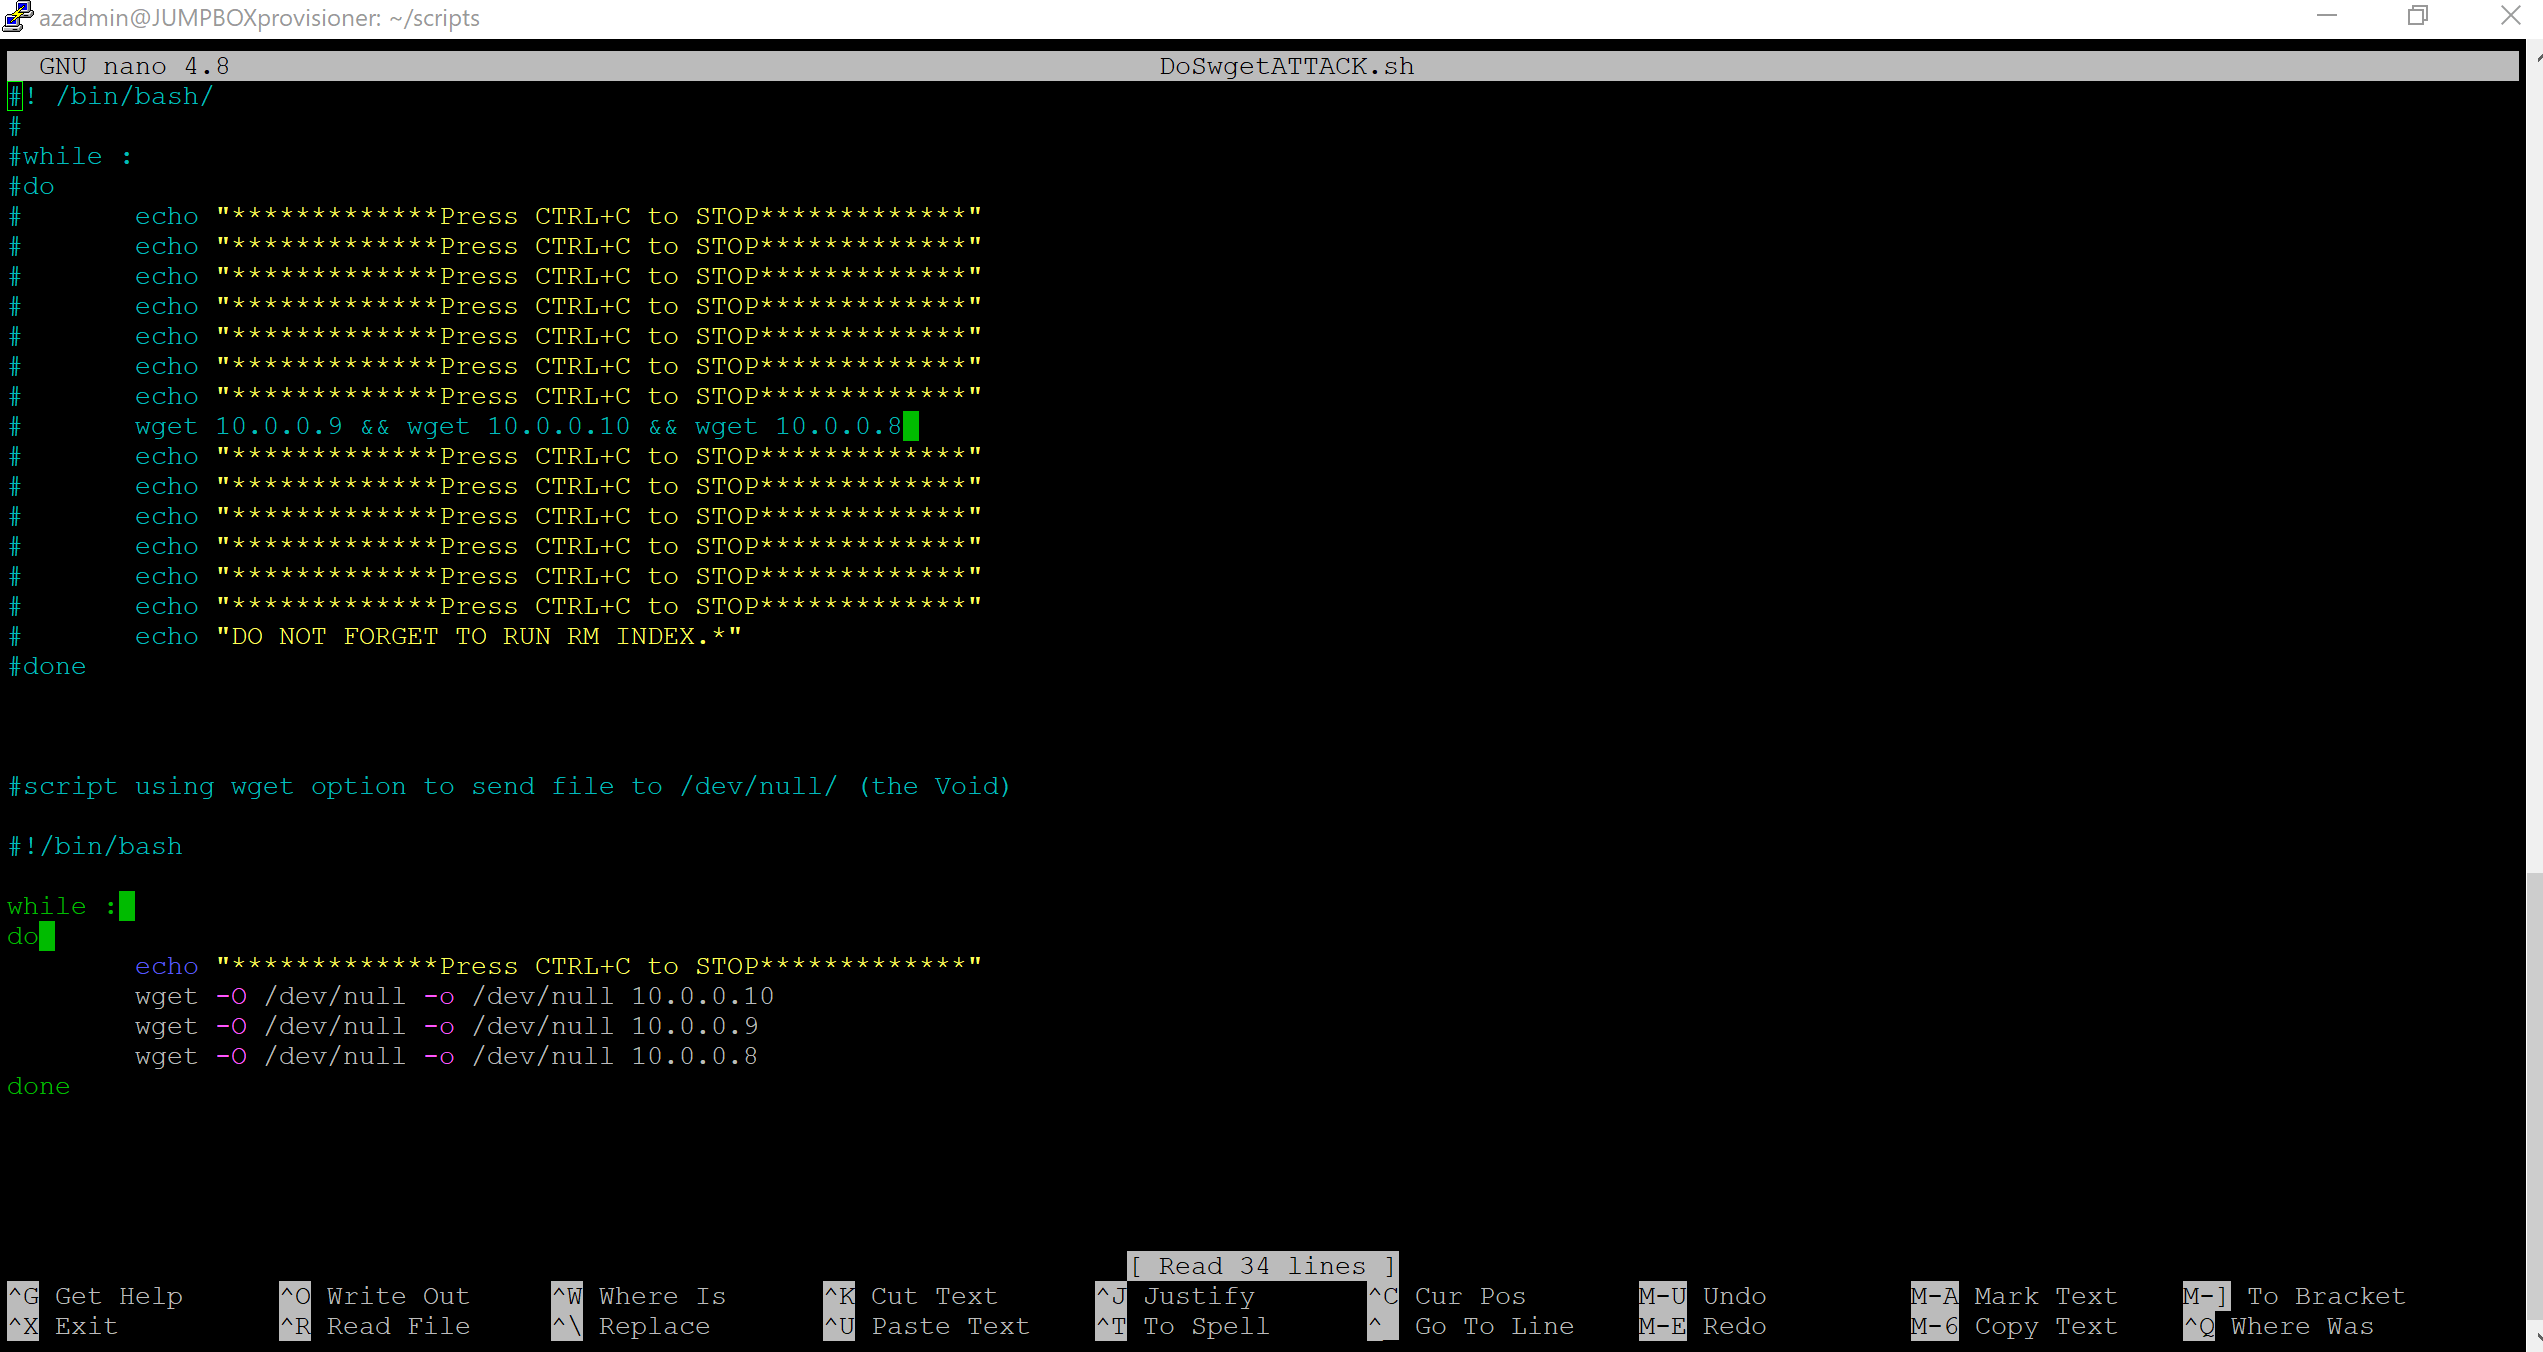 azadmin@JUMPBOXprovisioner: ~/scripts
GNU nano 4.8 DoSwgetATTACK.sh
#! /bin/bash/
#
#while :
#do
#       echo "*************Press CTRL+C to STOP*************"
#       echo "*************Press CTRL+C to STOP*************"
#       echo "*************Press CTRL+C to STOP*************"
#       echo "*************Press CTRL+C to STOP*************"
#       echo "*************Press CTRL+C to STOP*************"
#       echo "*************Press CTRL+C to STOP*************"
#       echo "*************Press CTRL+C to STOP*************"
#       wget 10.0.0.9 && wget 10.0.0.10 && wget 10.0.0.8
#       echo "*************Press CTRL+C to STOP*************"
#       echo "*************Press CTRL+C to STOP*************"
#       echo "*************Press CTRL+C to STOP*************"
#       echo "*************Press CTRL+C to STOP*************"
#       echo "*************Press CTRL+C to STOP*************"
#       echo "*************Press CTRL+C to STOP*************"
#       echo "DO NOT FORGET TO RUN RM INDEX.*"
#done
#script using wget option to send file to /dev/null/ (the Void)
#!/bin/bash
while :
do
        echo "*************Press CTRL+C to STOP*************"
        wget -O /dev/null -o /dev/null 10.0.0.10
        wget -O /dev/null -o /dev/null 10.0.0.9
        wget -O /dev/null -o /dev/null 10.0.0.8
done
[ Read 34 lines ]
^G Get Help ^O Write Out ^W Where Is ^K Cut Text ^J Justify ^C Cur Pos M-U Undo M-A Mark Text M-] To Bracket
^X Exit ^R Read File ^\ Replace ^U Paste Text ^T To Spell ^_ Go To Line M-E Redo M-6 Copy Text ^Q Where Was